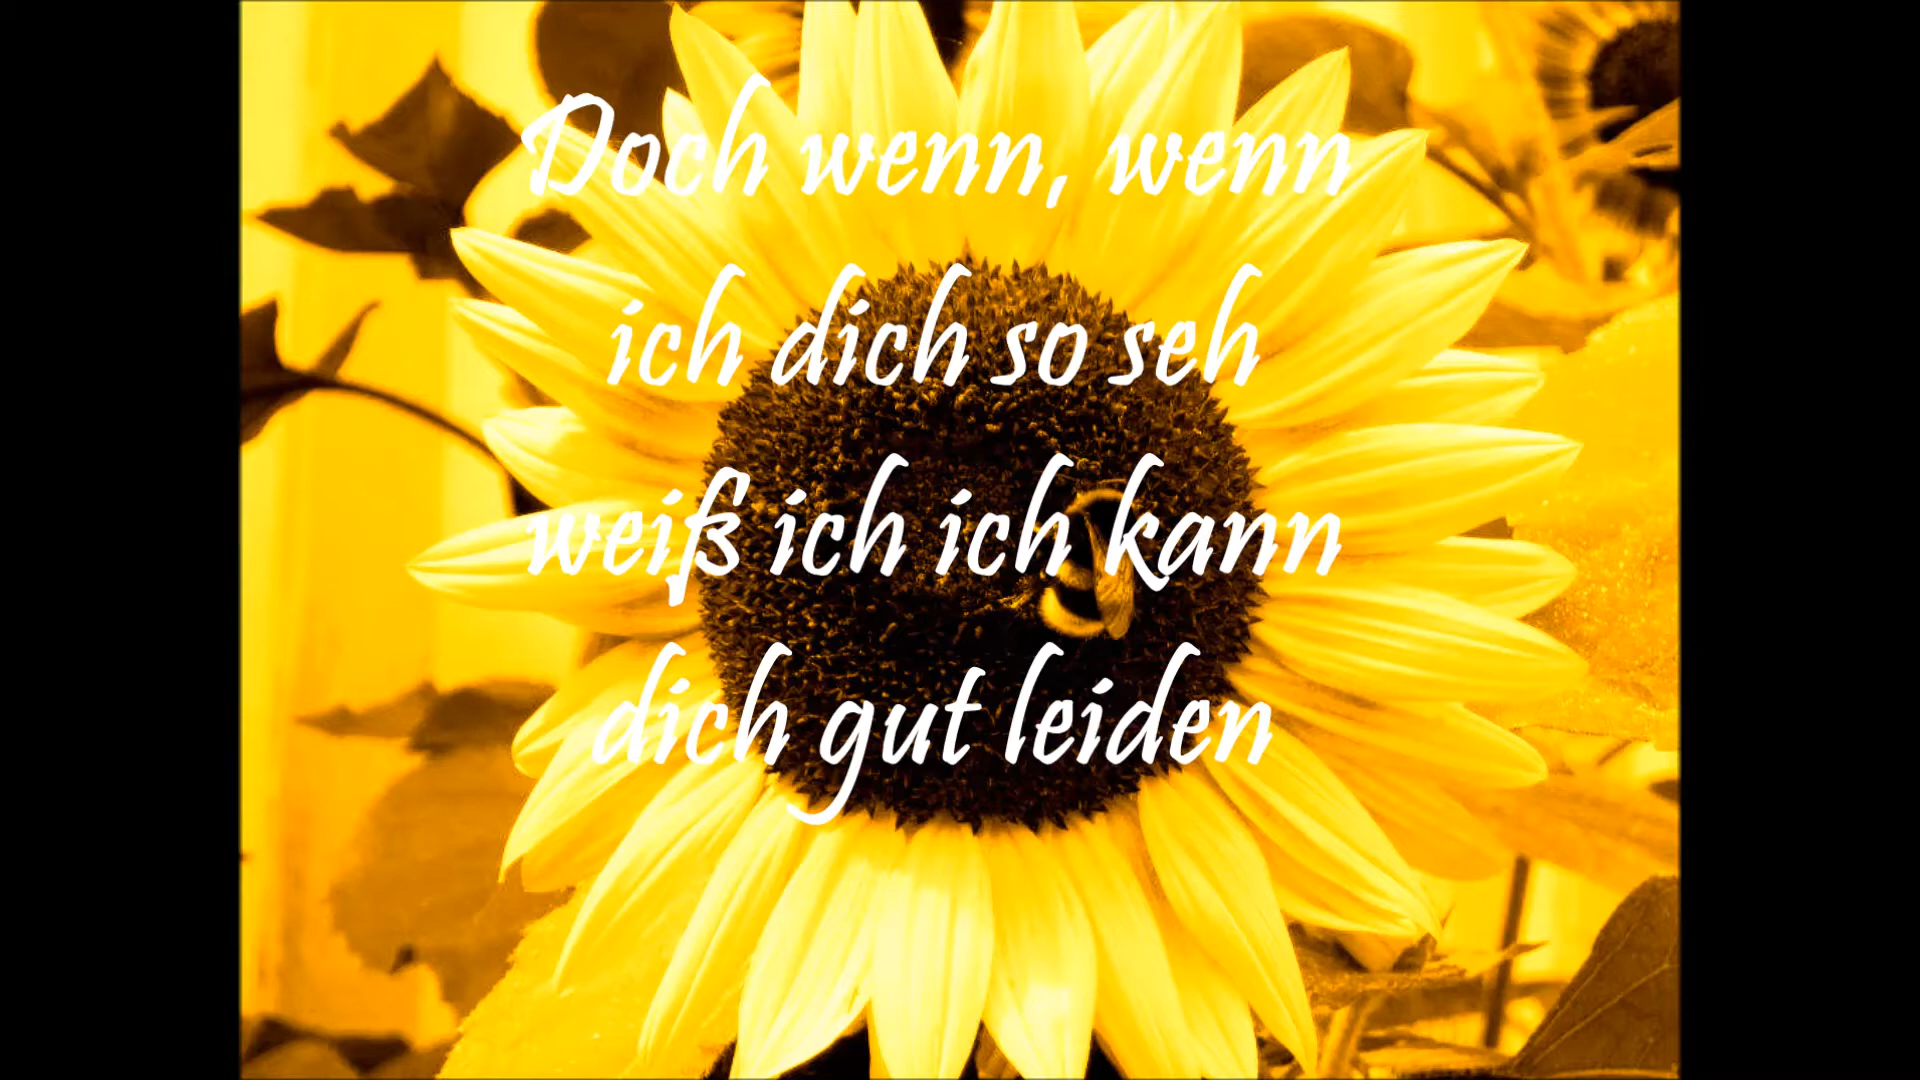 Doch wenn, wenn
ich dich so seh
weiß ich ich kann
dich gut leiden